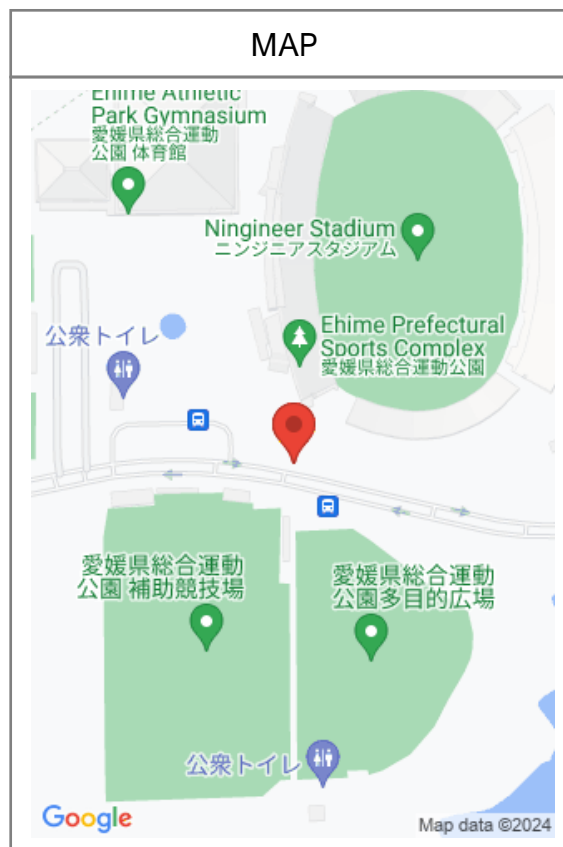 MAP
Ehime Athletic
Park Gymnasium
愛媛県総合運動
公園 体育館
Ningineer Stadium
ニンジニアスタジアム
Ehime Prefectural
Sports Complex
愛媛県総合運動公園
公衆トイレ
愛媛県総合運動
公園 補助競技場
愛媛県総合運動
公園多目的広場
公衆トイレ
Google
Map data ©2024